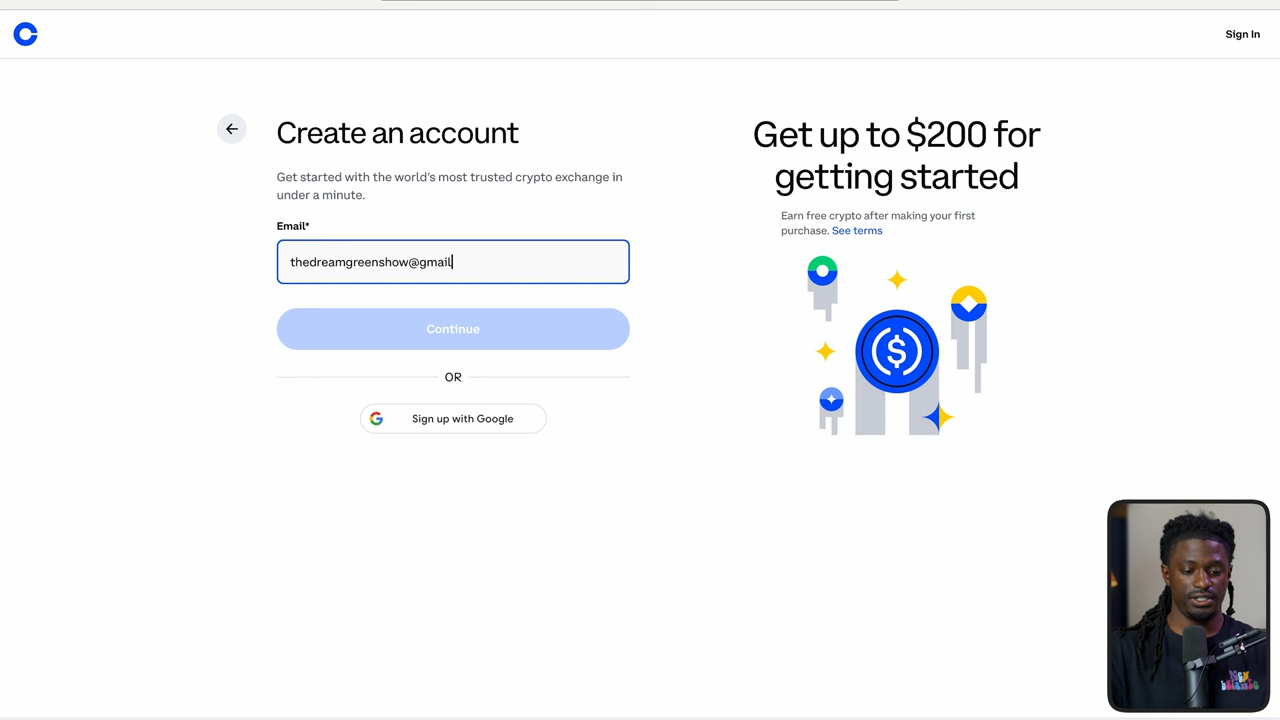 Sign In
Create an account
Get started with the world's most trusted crypto exchange in
under a minute.
Email*
thedreamgreenshow@gmail
Continue
OR
Sign up with Google
Get up to $200 for
getting started
Earn free crypto after making your first
purchase. See terms
$
New
balance